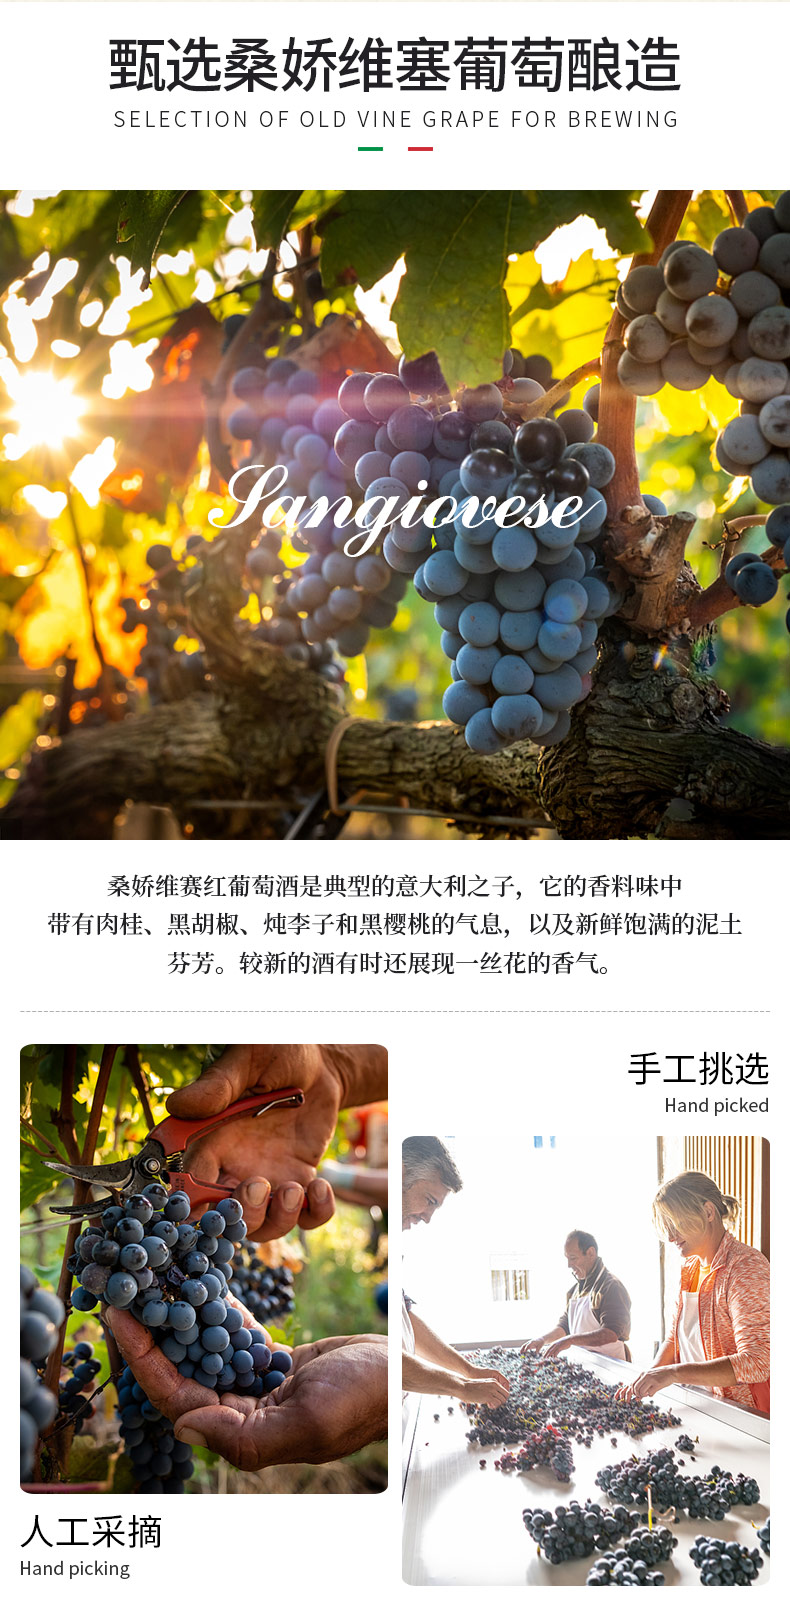 甄选桑娇维塞葡萄酿造
SELECTION OF OLD VINE GRAPE FOR BREWING
Sangiovese
桑娇维赛红葡萄酒是典型的意大利之子，它的香料味中
带有肉桂、黑胡椒、炖李子和黑樱桃的气息，以及新鲜饱满的泥土
芬芳。较新的酒有时还展现一丝花的香气。
手工挑选
Hand picked
人工采摘
Hand picking